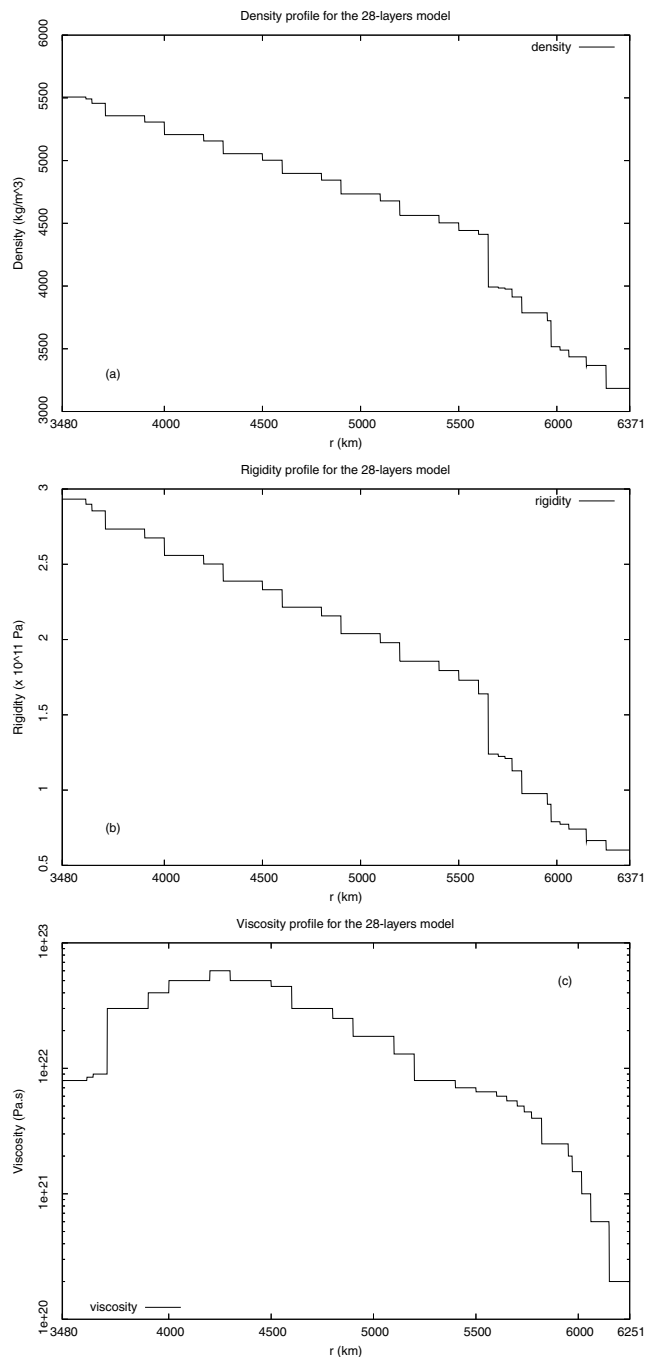 Density profile for the 28-layers model
6000
density
5500
5000
4500
4000
3500
3000
Density (kg/m^3)
(a)
3480 4000 4500 5000 5500 6000 6371
r (km)
Rigidity profile for the 28-layers model
3
rigidity
2.5
2
1.5
1
0.5
Rigidity (x 10^11 Pa)
(b)
3480 4000 4500 5000 5500 6000 6371
r (km)
Viscosity profile for the 28-layers model
1e+23
(c)
1e+22
1e+21
1e+20
Viscosity (Pa.s)
viscosity
3480 4000 4500 5000 5500 6000 6251
r (km)